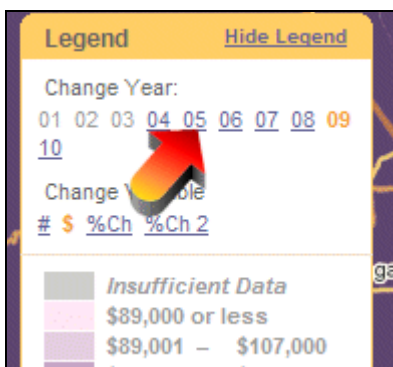 Legend Hide Legend
Change Year:
01 02 03 04 05 06 07 08 09
10
Change
# $ %Ch %Ch 2
Insufficient Data
$89,000 or less
$89,001 – $107,000